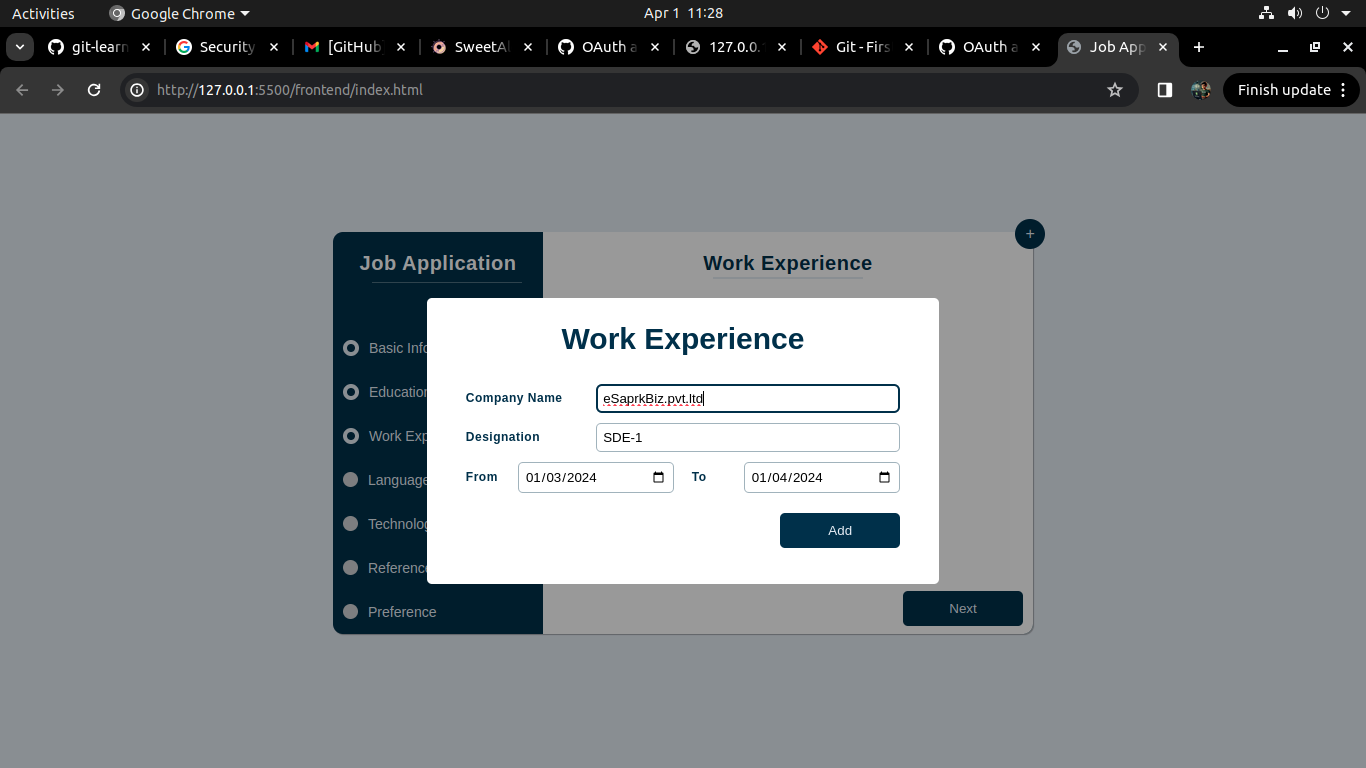 Activities Google Chrome Apr 1 11:28
git-learn Security [GitHub] SweetAl OAuth a 127.0.0. Git - Firs OAuth a Job App
http://127.0.0.1:5500/frontend/index.html Finish update
+
Job Application
Work Experience
Work Experience
Basic Info
Education
Work Exp
Language
Technolog
Reference
Preference
Company Name eSaprkBiz.pvt.ltd
Designation SDE-1
From 01/03/2024 To 01/04/2024
Add
Next